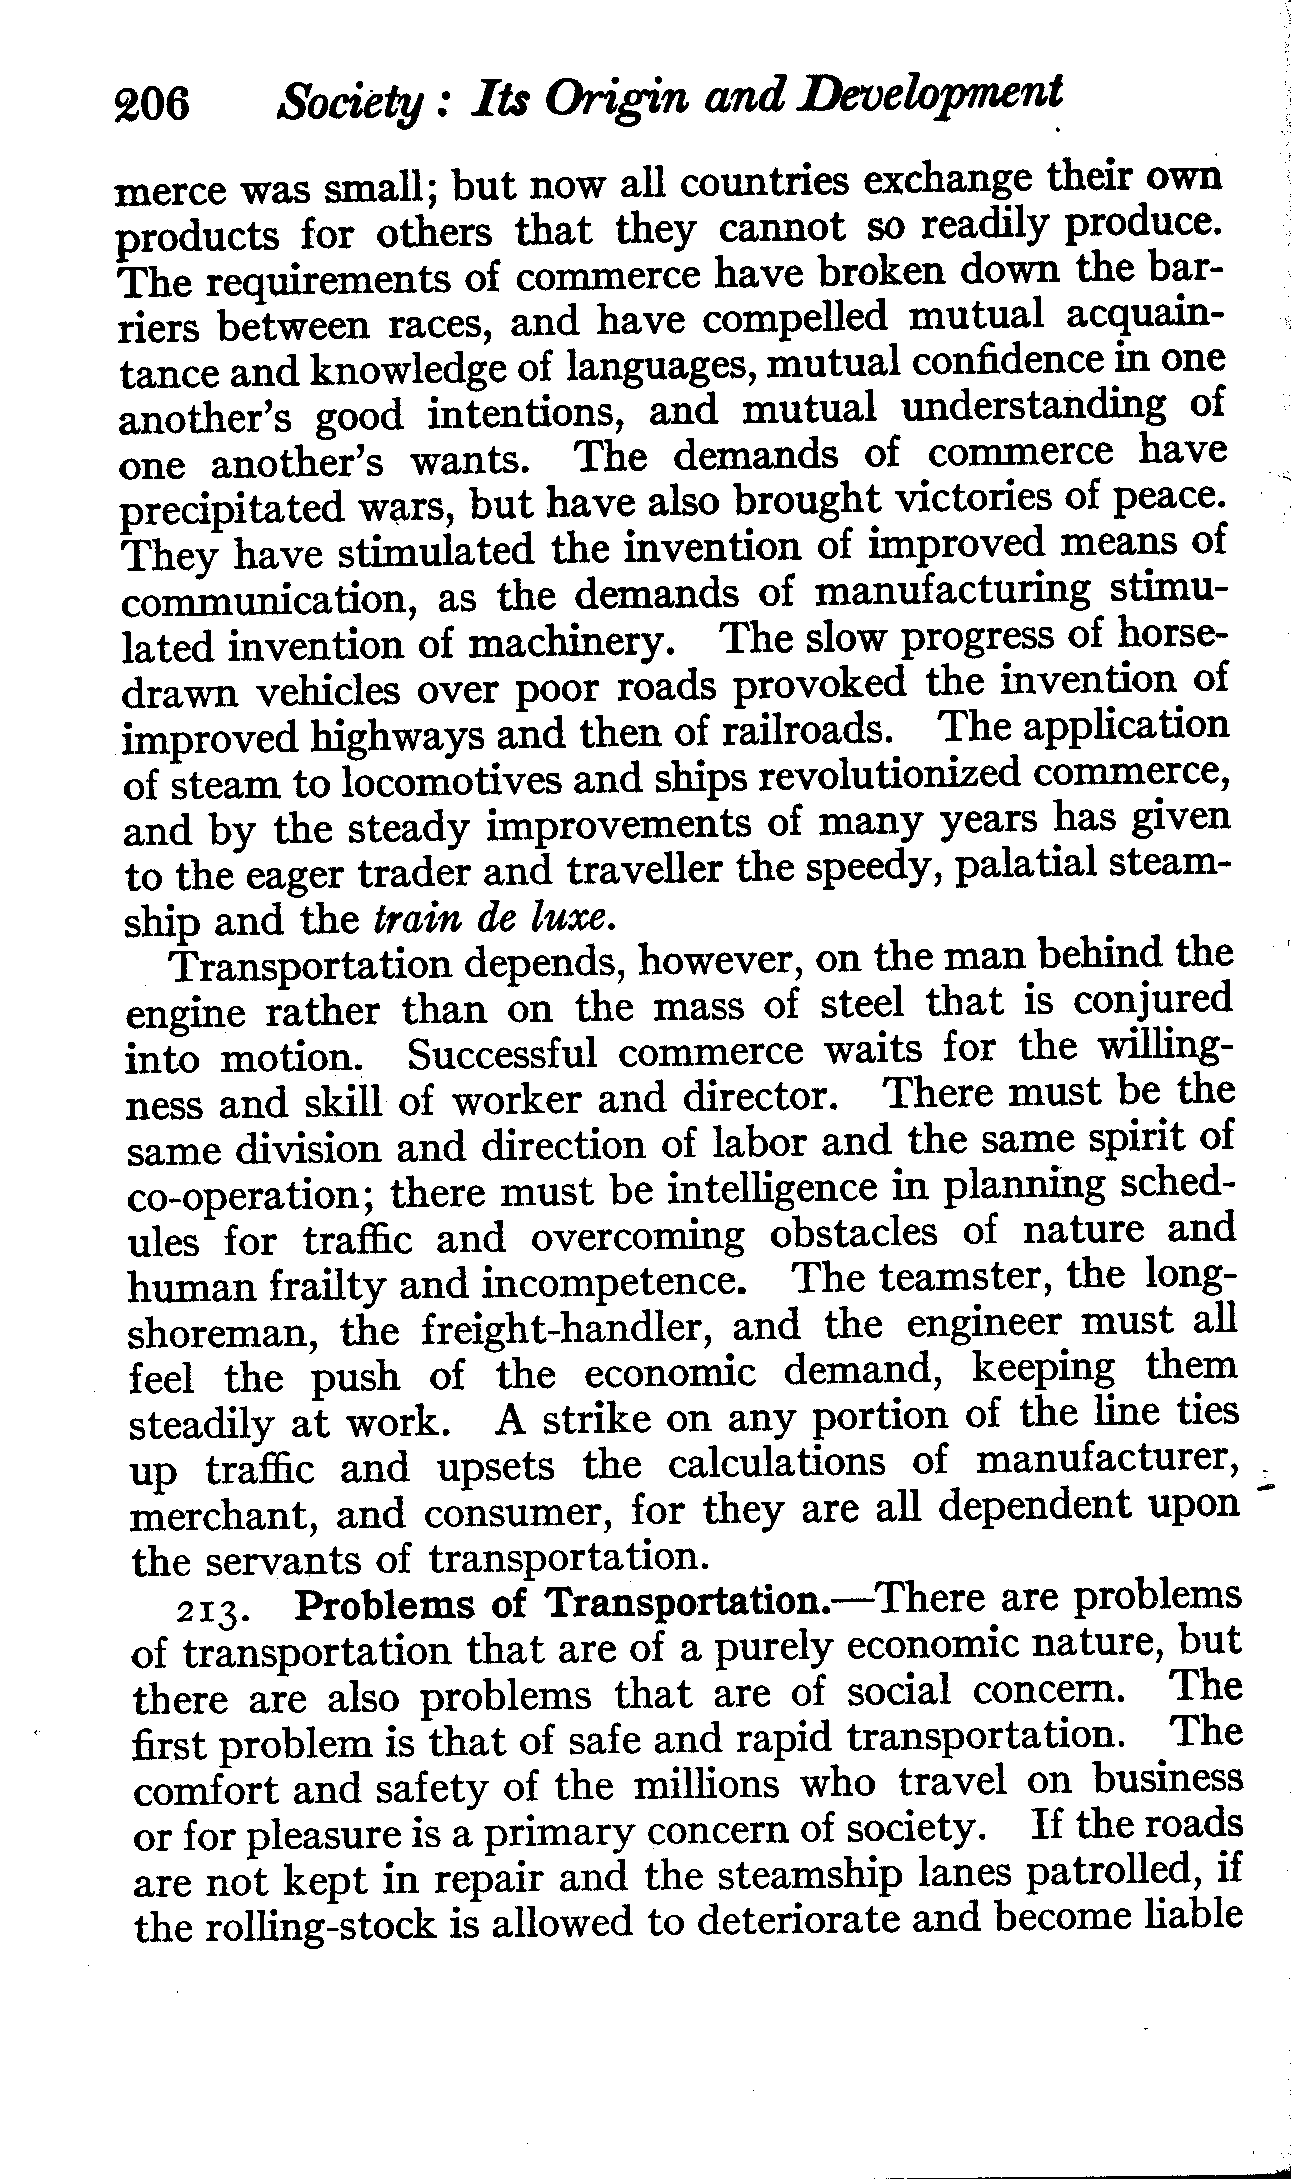 206 Society: Its Origin and Development
merce was small; but now all countries exchange their own
products for others that they cannot so readily produce.
The requirements of commerce have broken down the bar-
riers between races, and have compelled mutual acquain-
tance and knowledge of languages, mutual confidence in one
another's good intentions, and mutual understanding of
one another's wants. The demands of commerce have
precipitated wars, but have also brought victories of peace.
They have stimulated the invention of improved means of
communication, as the demands of manufacturing stimu-
lated invention of machinery. The slow progress of horse-
drawn vehicles over poor roads provoked the invention of
improved highways and then of railroads. The application
of steam to locomotives and ships revolutionized commerce,
and by the steady improvements of many years has given
to the eager trader and traveller the speedy, palatial steam-
ship and the train de luxe.
Transportation depends, however, on the man behind the
engine rather than on the mass of steel that is conjured
into motion. Successful commerce waits for the willing-
ness and skill of worker and director. There must be the
same division and direction of labor and the same spirit of
co-operation; there must be intelligence in planning sched-
ules for traffic and overcoming obstacles of nature and
human frailty and incompetence. The teamster, the long-
shoreman, the freight-handler, and the engineer must all
feel the push of the economic demand, keeping them
steadily at work. A strike on any portion of the line ties
up traffic and upsets the calculations of manufacturer,
merchant, and consumer, for they are all dependent upon
the servants of transportation.
213. Problems of Transportation.—There are problems
of transportation that are of a purely economic nature, but
there are also problems that are of social concern. The
first problem is that of safe and rapid transportation. The
comfort and safety of the millions who travel on business
or for pleasure is a primary concern of society. If the roads
are not kept in repair and the steamship lanes patrolled, if
the rolling-stock is allowed to deteriorate and become liable